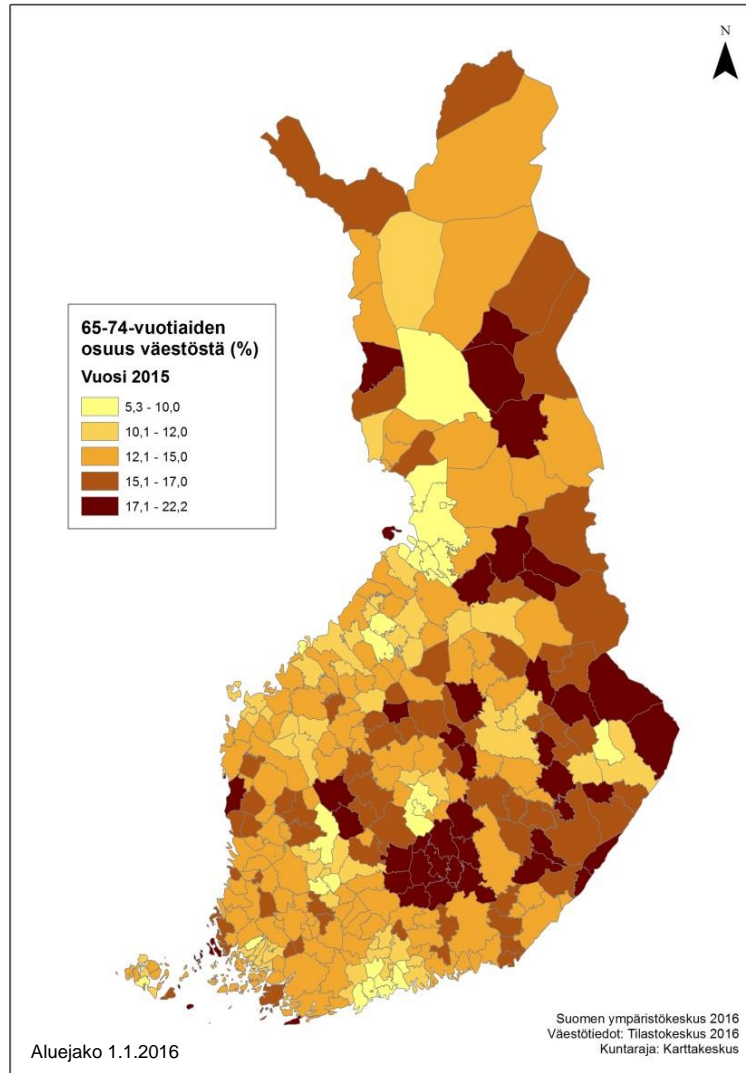 N
65-74-vuotiaiden
osuus väestöstä (%)
Vuosi 2015
5,3 - 10,0
10,1 - 12,0
12,1 - 15,0
15,1 - 17,0
17,1 - 22,2
Suomen ympäristökeskus 2016
Väestötiedot: Tilastokeskus 2016
Kuntaraja: Karttakeskus
Aluejako 1.1.2016